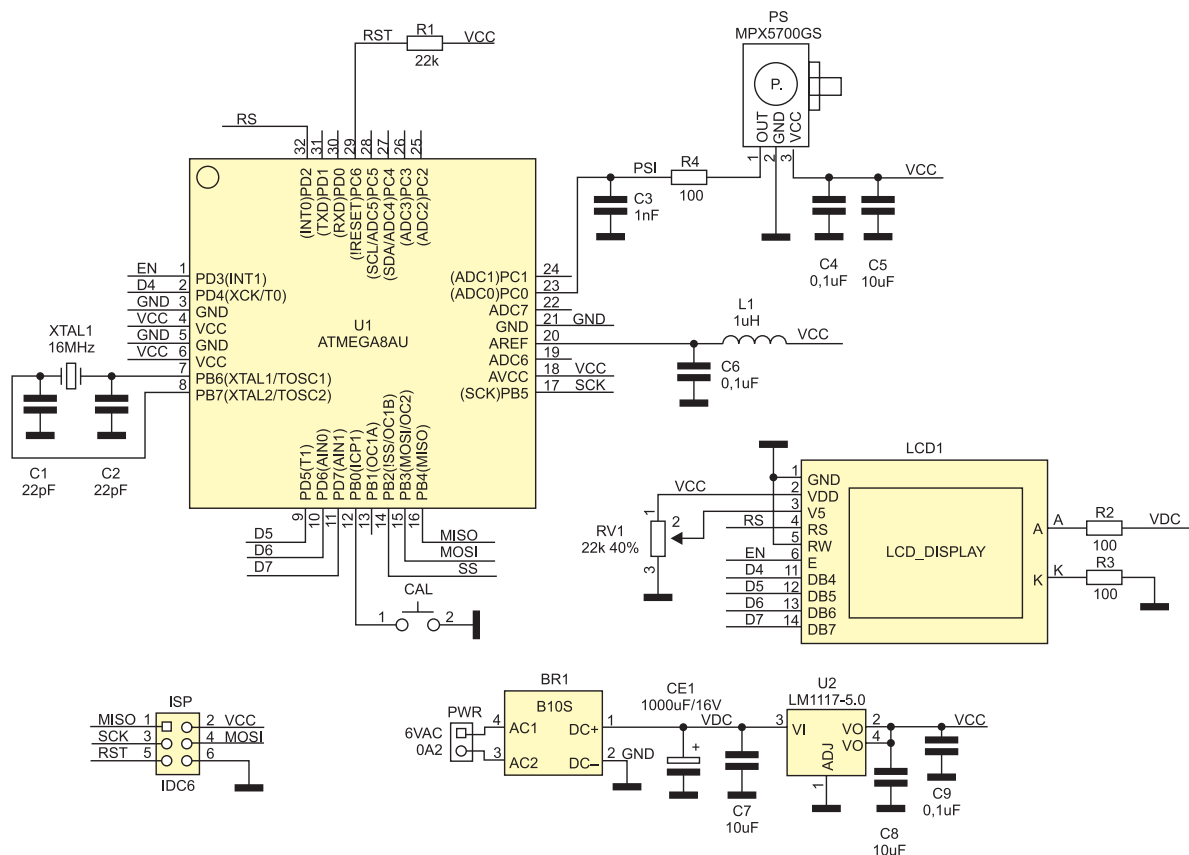 PS
MPX5700GS
P.
OUT
GND
VCC
1
2
3
RST
R1
22k
VCC
RS
32
31
30
29
28
27
26
25
(INT0)PD2
(TXD)PD1
(RXD)PD0
(!RESET)PC6
(SCL/ADC5)PC5
(SDA/ADC4)PC4
(ADC3)PC3
(ADC2)PC2
PSI
R4
100
C3
1nF
VCC
C4
0,1uF
C5
10uF
EN 1 PD3(INT1)
D4 2 PD4(XCK/T0)
GND 3 GND
VCC 4 VCC
GND 5 GND
VCC 6 VCC
7 PB6(XTAL1/TOSC1)
8 PB7(XTAL2/TOSC2)
U1
ATMEGA8AU
(ADC1)PC1 24
(ADC0)PC0 23
ADC7 22
GND 21 GND
AREF 20
ADC6 19
AVCC 18 VCC
(SCK)PB5 17 SCK
XTAL1
16MHz
C1
22pF
C2
22pF
L1
1uH
VCC
C6
0,1uF
PD5(T1)
PD6(AIN0)
PD7(AIN1)
PB0(ICP1)
PB1(OC1A)
PB2(!SS/OC1B)
PB3(MOSI/OC2)
PB4(MISO)
9
10
11
12
13
14
15
16
D5
D6
D7
MISO
MOSI
SS
CAL
1
2
LCD1
VCC
RV1
22k 40%
1
2
3
1 GND
2 VDD
3 V5
RS 4 RS
5 RW
EN 6 E
D4 11 DB4
D5 12 DB5
D6 13 DB6
D7 14 DB7
LCD_DISPLAY
A A
R2
100
VDC
K K
R3
100
ISP
MISO 1 2 VCC
SCK 3 4 MOSI
RST 5 6
IDC6
PWR
6VAC
0A2
BR1
B10S
4 AC1 DC+ 1
3 AC2 DC– 2 GND
CE1
1000uF/16V
+
VDC
C7
10uF
U2
LM1117-5.0
3 VI VO 2
VO 4
ADJ
1
VCC
C8
10uF
C9
0,1uF